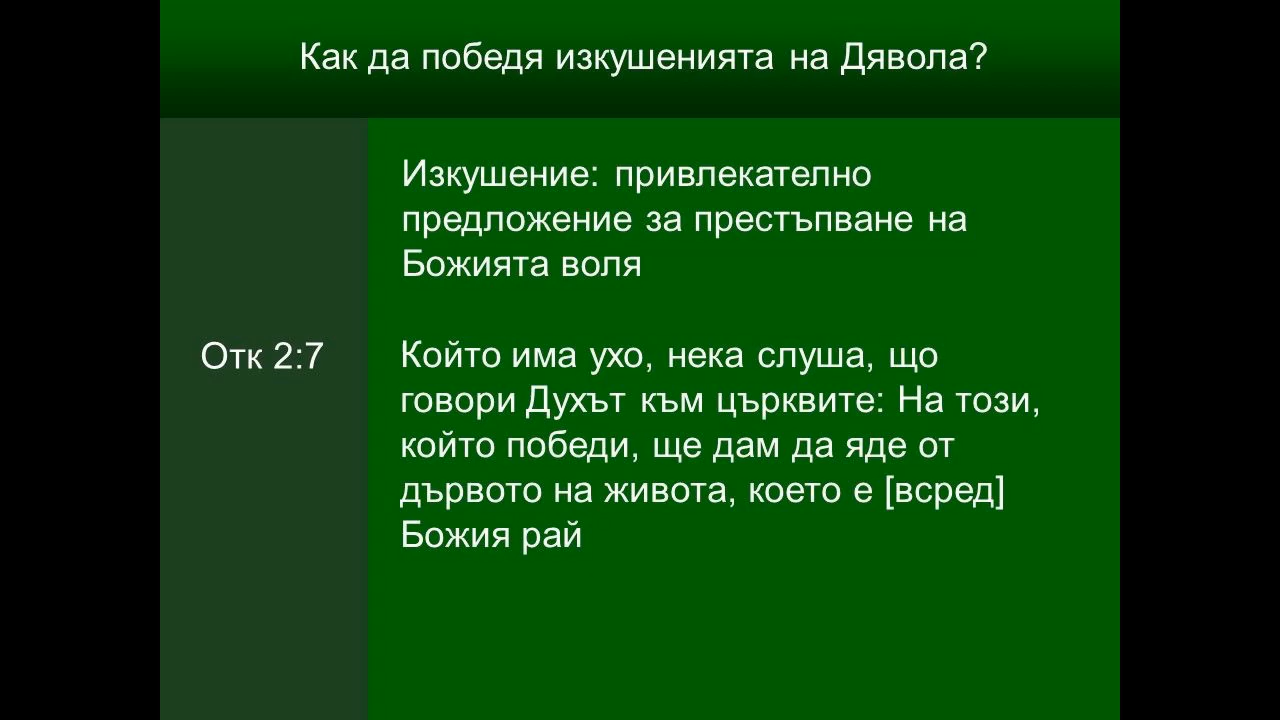 Как да победя изкушенията на Дявола?
Изкушение: привлекателно
предложение за престъпване на
Божията воля
Отк 2:7
Който има ухо, нека слуша, що
говори Духът към църквите: На този,
който победи, ще дам да яде от
дървото на живота, което е [всред]
Божия рай